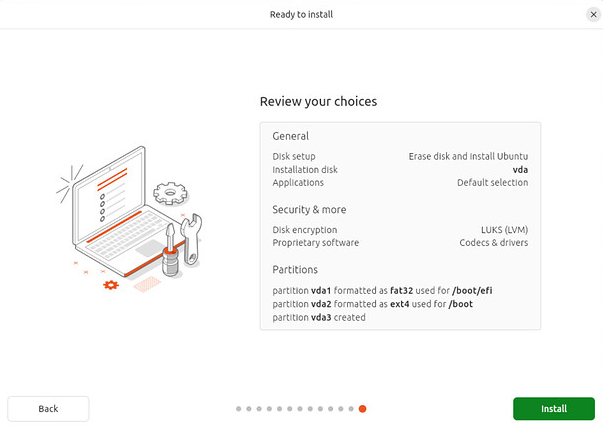 Ready to install
Review your choices
General
Disk setup Erase disk and install Ubuntu
Installation disk vda
Applications Default selection
Security & more
Disk encryption LUKS (LVM)
Proprietary software Codecs & drivers
Partitions
partition vda1 formatted as fat32 used for /boot/efi
partition vda2 formatted as ext4 used for /boot
partition vda3 created
Back Install